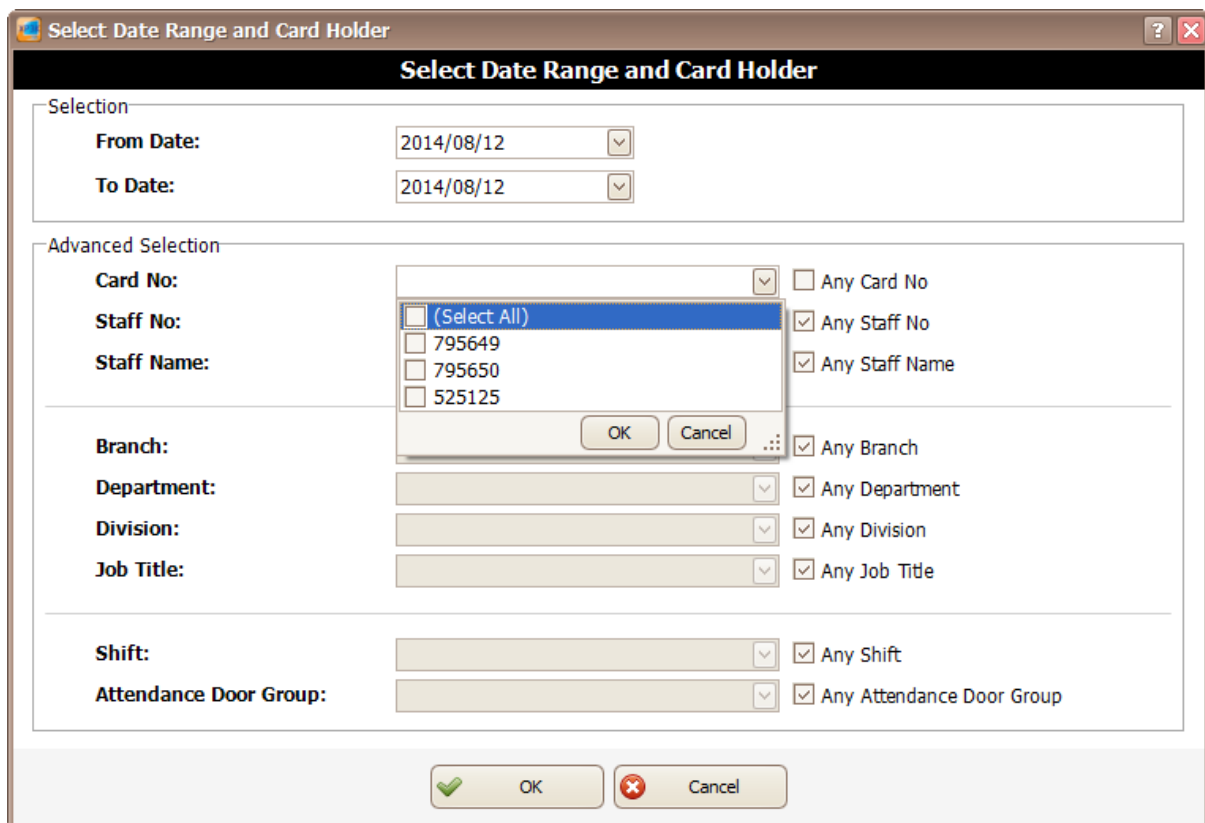 Select Date Range and Card Holder
?
Select Date Range and Card Holder
Selection
From Date: 2014/08/12
To Date: 2014/08/12
Advanced Selection
Card No: Any Card No
(Select All)
Staff No: Any Staff No
795649
795650
Staff Name: Any Staff Name
525125
OK Cancel
Branch: Any Branch
Department: Any Department
Division: Any Division
Job Title: Any Job Title
Shift: Any Shift
Attendance Door Group: Any Attendance Door Group
OK Cancel